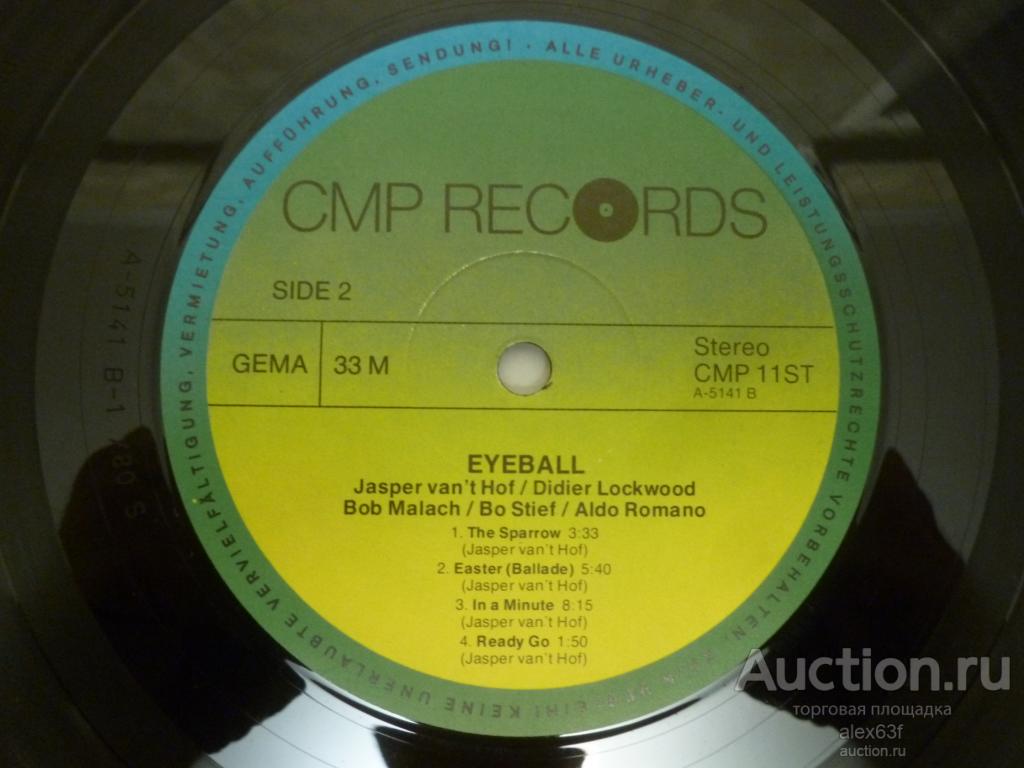 ALLE URHEBER- UND LEISTUNGSSCHUTZRECHTE VORBEHALTEN.
KEINE UNERLAUBTE VERVIELFÄLTIGUNG, VERMIETUNG, AUFFÜHRUNG, SENDUNG! ·
CMP RECORDS
SIDE 2
GEMA
33 M
Stereo
CMP 11ST
A-5141 B
EYEBALL
Jasper van't Hof / Didier Lockwood
Bob Malach / Bo Stief / Aldo Romano
1. The Sparrow 3:33
(Jasper van't Hof)
2. Easter (Ballade) 5:40
(Jasper van't Hof)
3. In a Minute 8:15
(Jasper van't Hof)
4. Ready Go 1:50
(Jasper van't Hof)
A-5141 B-1
Auction.ru
торговая площадка
alex63f
auction.ru